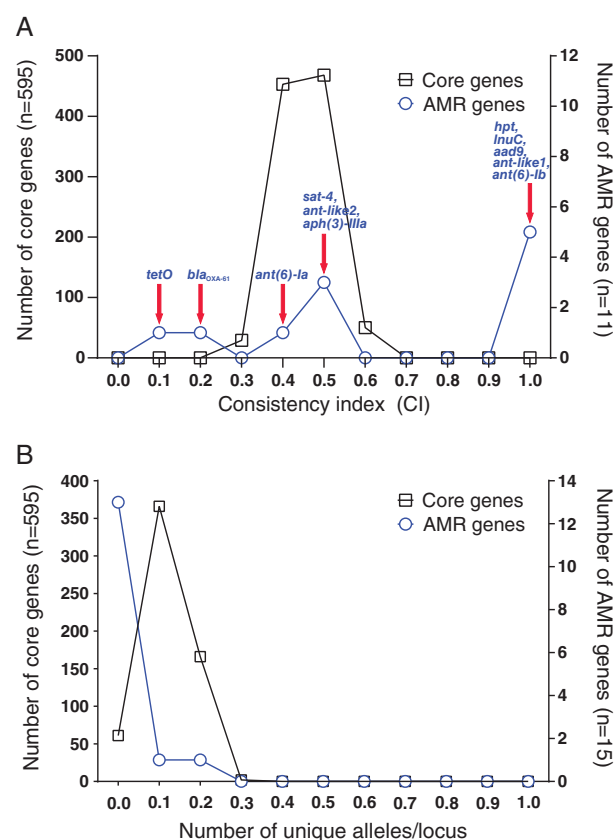 A
Number of core genes (n=595)
500
400
300
200
100
0
Core genes
AMR genes
hpt,
lnuC,
aad9,
ant-like1,
ant(6)-Ib
sat-4,
ant-like2,
aph(3)-IIIa
tetO
blaOXA-61
ant(6)-Ia
12
10
8
6
4
2
0
Number of AMR genes (n=11)
0.0 0.1 0.2 0.3 0.4 0.5 0.6 0.7 0.8 0.9 1.0
Consistency index (CI)
B
Number of core genes (n=595)
400
350
300
250
200
150
100
50
0
Core genes
AMR genes
14
12
10
8
6
4
2
0
Number of AMR genes (n=15)
0.0 0.1 0.2 0.3 0.4 0.5 0.6 0.7 0.8 0.9 1.0
Number of unique alleles/locus